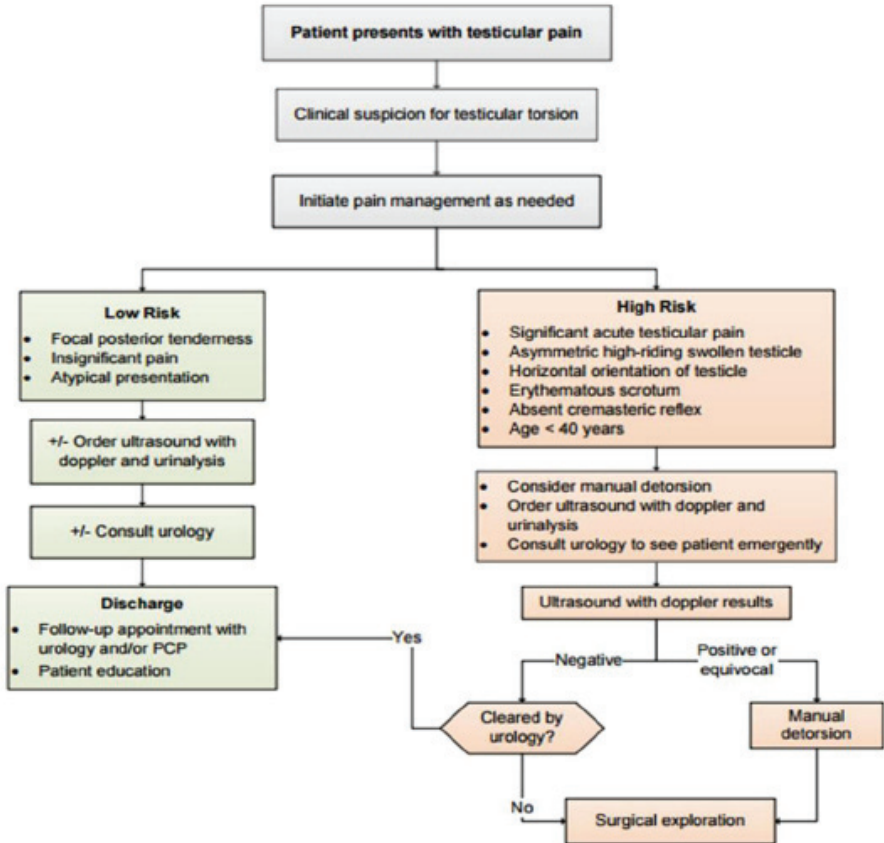 Patient presents with testicular pain
Clinical suspicion for testicular torsion
Initiate pain management as needed
Low Risk
• Focal posterior tenderness
• Insignificant pain
• Atypical presentation
+/- Order ultrasound with
doppler and urinalysis
+/- Consult urology
Discharge
• Follow-up appointment with
urology and/or PCP
• Patient education
High Risk
• Significant acute testicular pain
• Asymmetric high-riding swollen testicle
• Horizontal orientation of testicle
• Erythematous scrotum
• Absent cremasteric reflex
• Age < 40 years
• Consider manual detorsion
• Order ultrasound with doppler and
urinalysis
• Consult urology to see patient emergently
Ultrasound with doppler results
Negative
Positive or
equivocal
Yes
Cleared by
urology?
Manual
detorsion
No
Surgical exploration